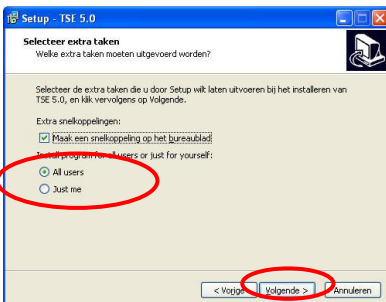 Setup - TSE 5.0
Selecteer extra taken
Welke extra taken moeten uitgevoerd worden?
Selecteer de extra taken die u door Setup wilt laten uitvoeren bij het installeren van
TSE 5.0, en klik vervolgens op Volgende.
Extra snelkoppelingen:
Maak een snelkoppeling op het bureaublad
Install program for all users or just for yourself:
All users
Just me
< Vorige
Volgende >
Annuleren